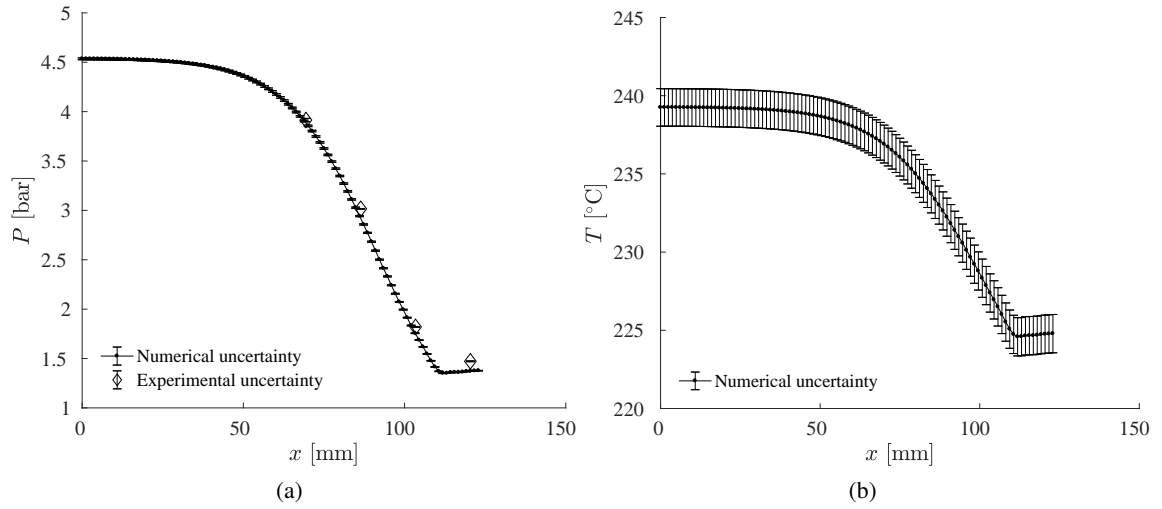 5
4.5
4
3.5
3
2.5
2
1.5
1
P [bar]
Numerical uncertainty
Experimental uncertainty
0 50 100 150
x [mm]
(a)
245
240
235
230
225
220
T [°C]
Numerical uncertainty
0 50 100 150
x [mm]
(b)